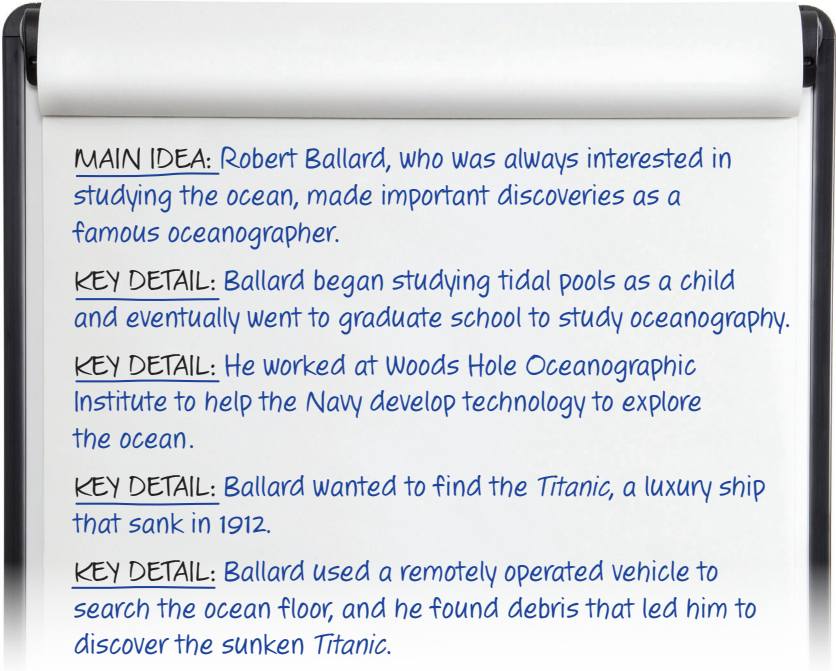 MAIN IDEA: Robert Ballard, who was always interested in
studying the ocean, made important discoveries as a
famous oceanographer.
KEY DETAIL: Ballard began studying tidal pools as a child
and eventually went to graduate school to study oceanography.
KEY DETAIL: He worked at Woods Hole Oceanographic
Institute to help the Navy develop technology to explore
the ocean.
KEY DETAIL: Ballard wanted to find the Titanic, a luxury ship
that sank in 1912.
KEY DETAIL: Ballard used a remotely operated vehicle to
search the ocean floor, and he found debris that led him to
discover the sunken Titanic.